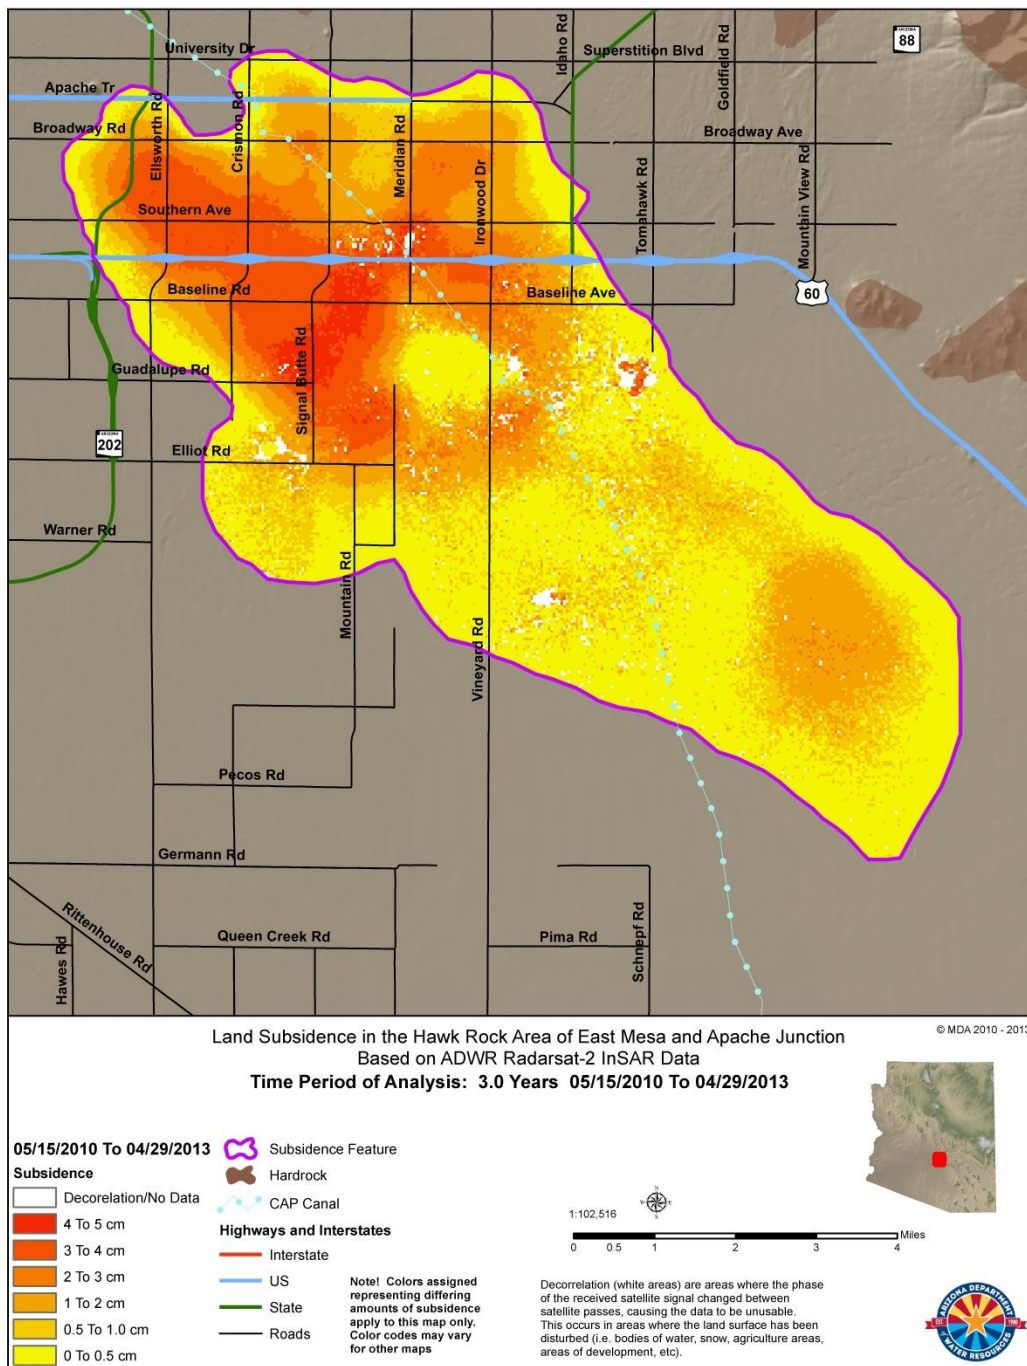 University Dr
Superstition Blvd
Idaho Rd
Goldfield Rd
ARIZONA
88
Apache Tr
Ellsworth Rd
Crismon Rd
Broadway Rd
Broadway Ave
Meridian Rd
Ironwood Dr
Tomahawk Rd
Mountain View Rd
Southern Ave
Baseline Rd
Baseline Ave
60
Signal Butte Rd
Guadalupe Rd
ARIZONA
202
Elliot Rd
Warner Rd
Mountain Rd
Vineyard Rd
Pecos Rd
Germann Rd
Rittenhouse Rd
Hawes Rd
Queen Creek Rd
Pima Rd
Schnepf Rd
© MDA 2010 - 2013
Land Subsidence in the Hawk Rock Area of East Mesa and Apache Junction
Based on ADWR Radarsat-2 InSAR Data
Time Period of Analysis: 3.0 Years 05/15/2010 To 04/29/2013
05/15/2010 To 04/29/2013
Subsidence
Decorelation/No Data
4 To 5 cm
3 To 4 cm
2 To 3 cm
1 To 2 cm
0.5 To 1.0 cm
0 To 0.5 cm
Subsidence Feature
Hardrock
CAP Canal
Highways and Interstates
Interstate
US
State
Roads
Note! Colors assigned
representing differing
amounts of subsidence
apply to this map only.
Color codes may vary
for other maps
N
W E
S
1:102,516
Miles
0 0.5 1 2 3 4
Decorrelation (white areas) are areas where the phase
of the received satellite signal changed between
satellite passes, causing the data to be unusable.
This occurs in areas where the land surface has been
disturbed (i.e. bodies of water, snow, agriculture areas,
areas of development, etc).
ARIZONA DEPARTMENT
EST. 1980
of WATER RESOURCES